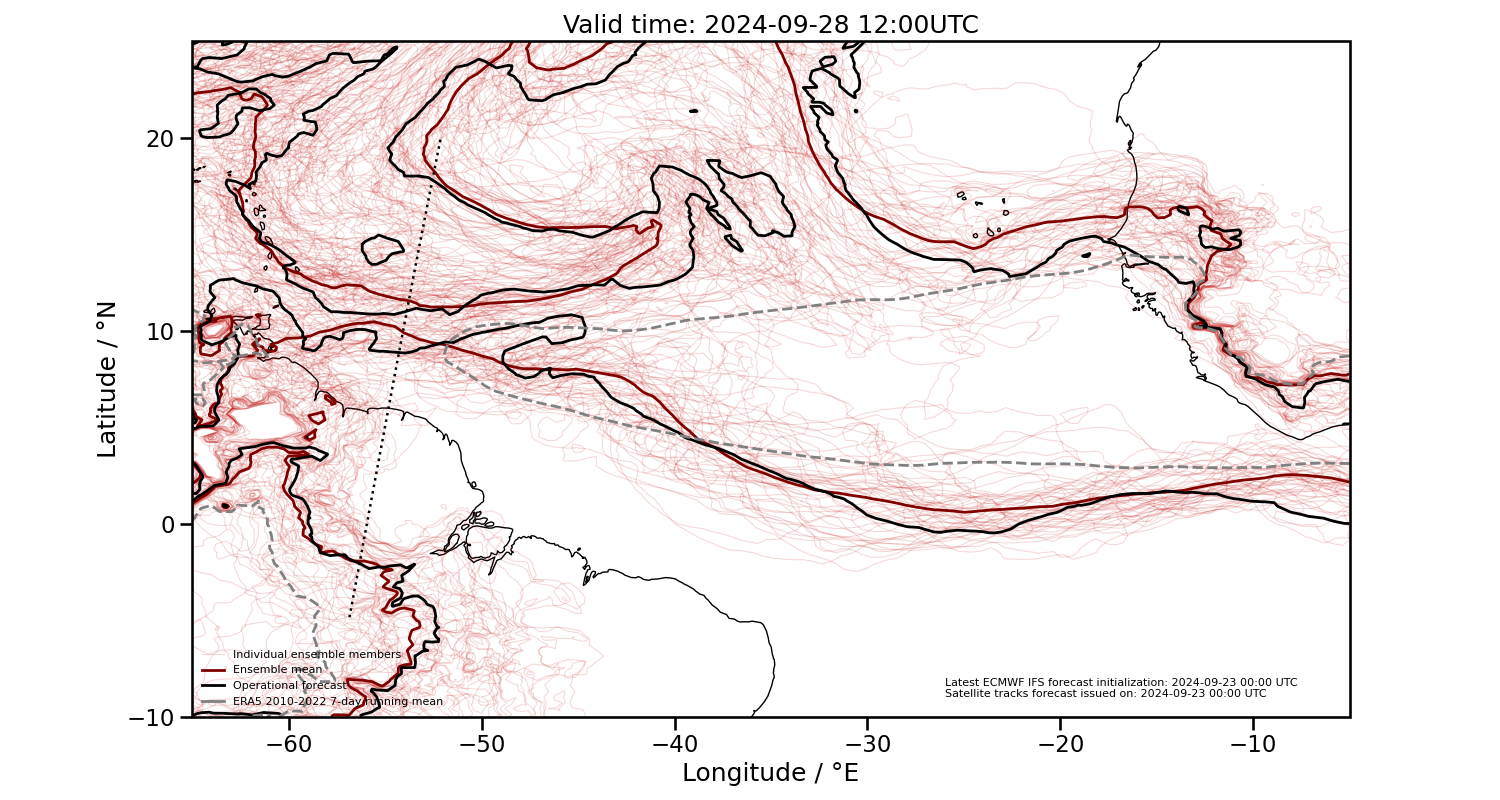 Valid time: 2024-09-28 12:00UTC
20
10
0
−10
Latitude / °N
Individual ensemble members
Ensemble mean
Operational forecast
ERA5 2010-2022 7-day running mean
Latest ECMWF IFS forecast initialization: 2024-09-23 00:00 UTC
Satellite tracks forecast issued on: 2024-09-23 00:00 UTC
−60
−50
−40
−30
−20
−10
Longitude / °E